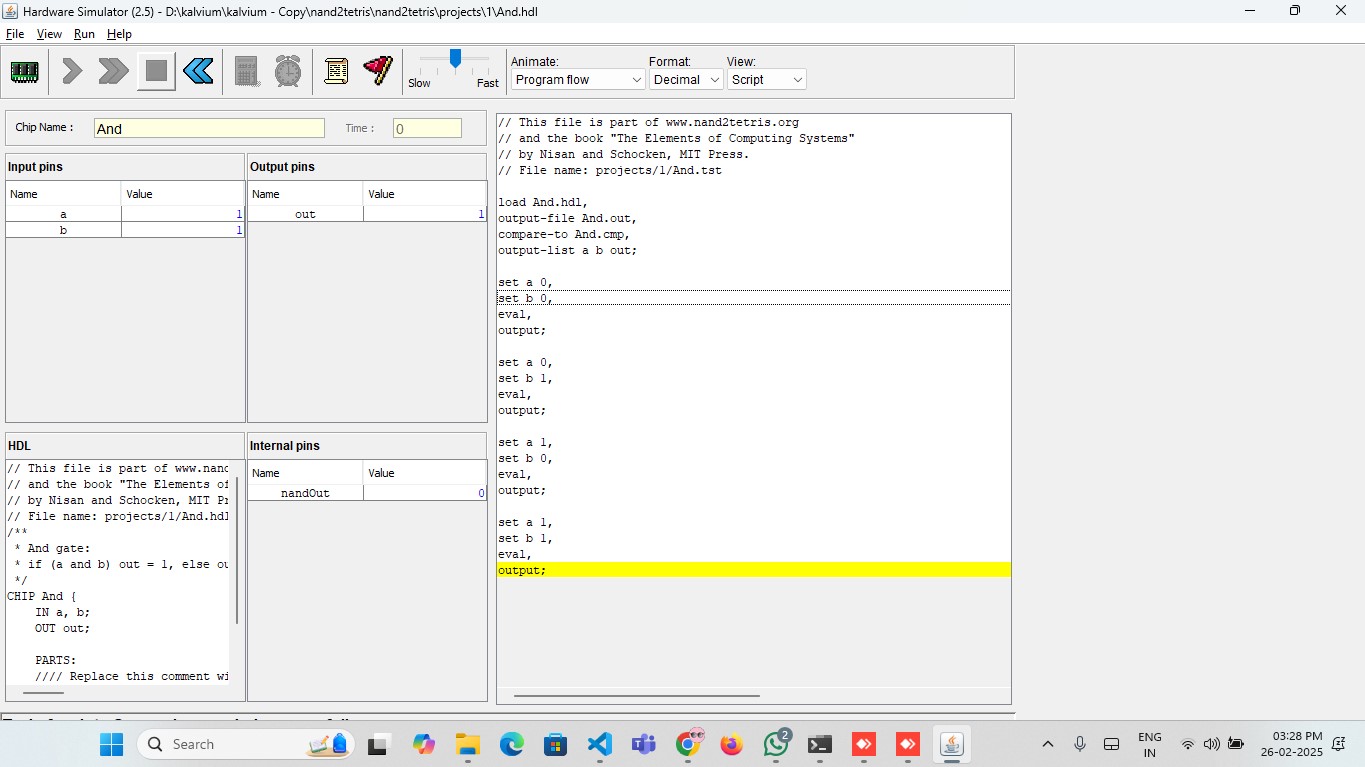 Hardware Simulator (2.5) - D:\kalvium\kalvium - Copy\nand2tetris\nand2tetris\projects\1\And.hdl
File View Run Help
Slow Fast
Animate: Format: View:
Program flow Decimal Script
Chip Name : And Time : 0
Input pins
Name Value
a 1
b 1
Output pins
Name Value
out 1
HDL
// This file is part of www.nand
// and the book "The Elements of
// by Nisan and Schocken, MIT Pr
// File name: projects/1/And.hdl
/**
* And gate:
* if (a and b) out = 1, else ou
*/
CHIP And {
IN a, b;
OUT out;
PARTS:
//// Replace this comment wi
Internal pins
Name Value
nandOut 0
// This file is part of www.nand2tetris.org
// and the book "The Elements of Computing Systems"
// by Nisan and Schocken, MIT Press.
// File name: projects/1/And.tst
load And.hdl,
output-file And.out,
compare-to And.cmp,
output-list a b out;
set a 0,
set b 0,
eval,
output;
set a 0,
set b 1,
eval,
output;
set a 1,
set b 0,
eval,
output;
set a 1,
set b 1,
eval,
output;
Search
2
ENG
IN
03:28 PM
26-02-2025